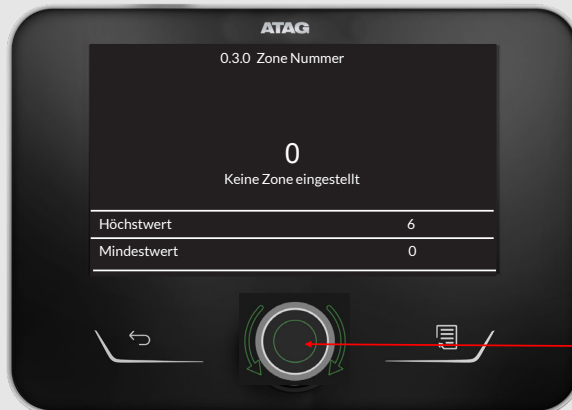 ATAG
0.3.0 Zone Nummer
0
Keine Zone eingestellt
Höchstwert 6
Mindestwert 0